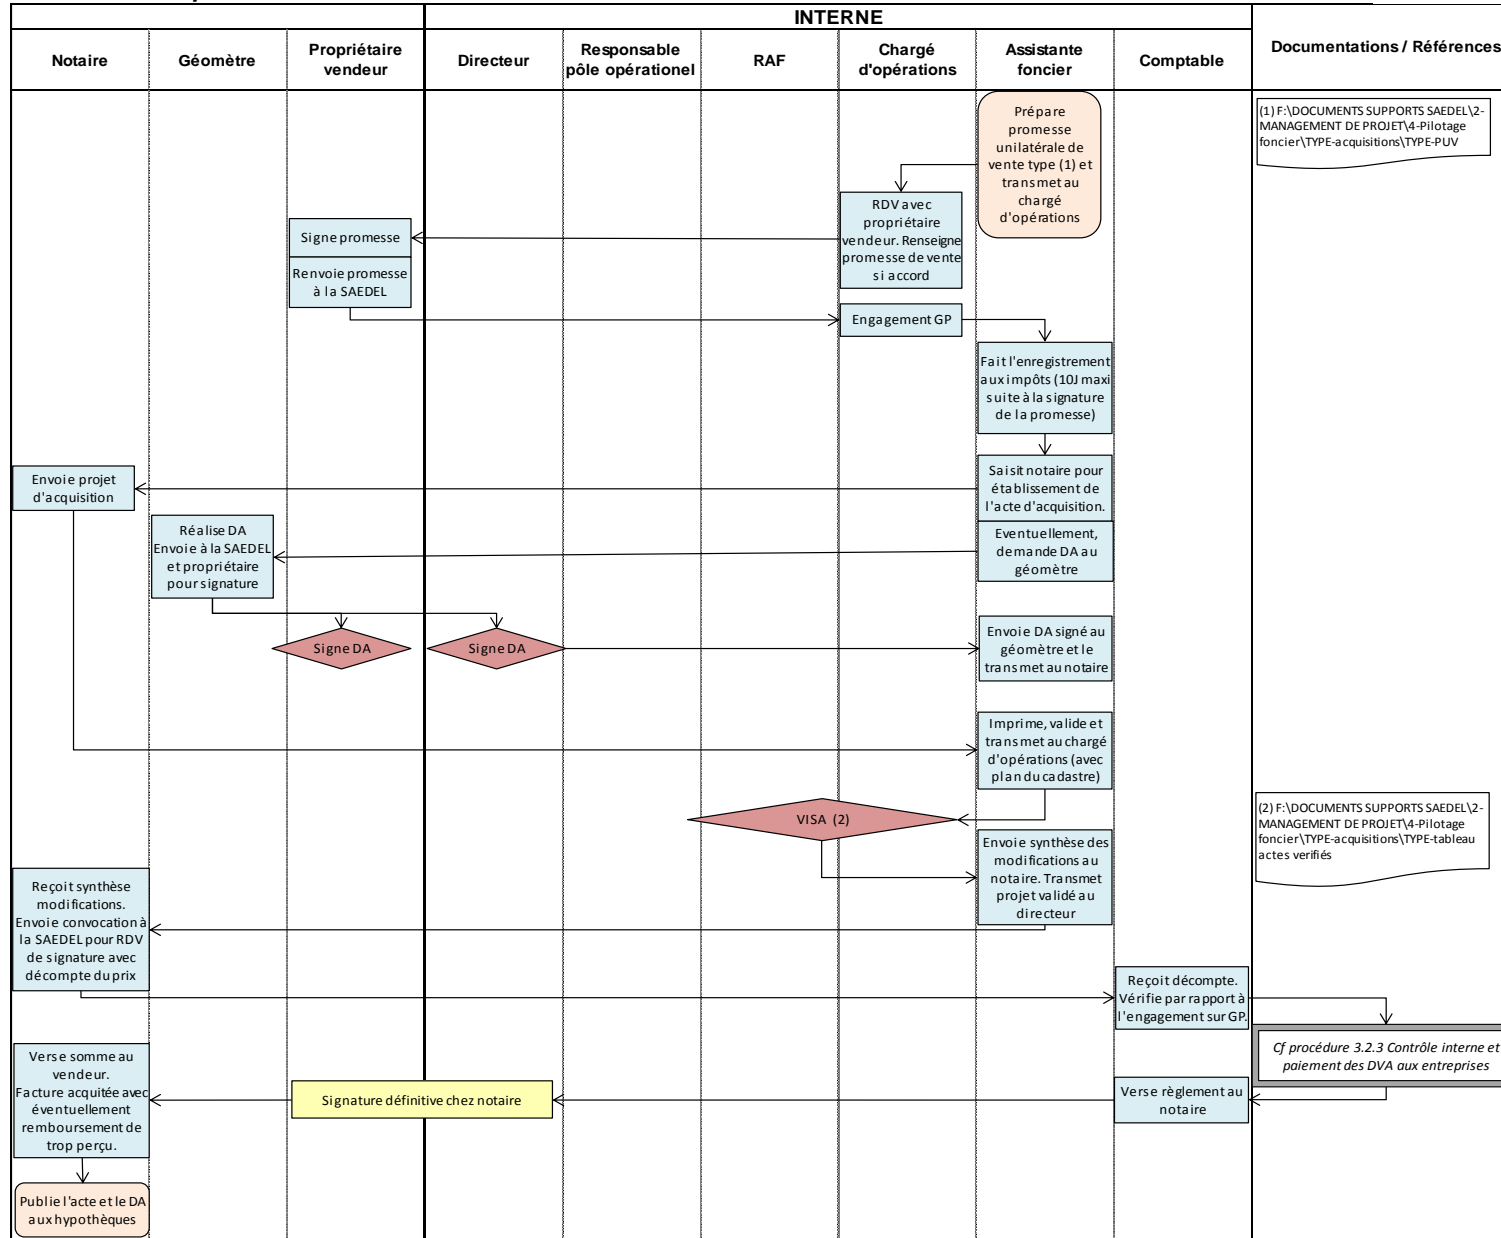 INTERNE
Notaire
Géomètre
Propriétaire
vendeur
Directeur
Responsable
pôle opérationel
RAF
Chargé
d'opérations
Assistante
foncier
Comptable
Documentations / Références
Prépare
promesse
unilatérale de
vente type (1) et
transmet au
chargé
d'opérations
(1) F:\DOCUMENTS SUPPORTS SAEDEL\2-
MANAGEMENT DE PROJET\4-Pilotage
foncier\TYPE-acquisitions\TYPE-PUV
RDV avec
propriétaire
vendeur. Renseigne
promesse de vente
si accord
Signe promesse
Renvoie promesse
à la SAEDEL
Engagement GP
Fait l'enregistrement
aux impôts (10J maxi
suite à la signature
de la promesse)
Saisit notaire pour
établissement de
l'acte d'acquisition.
Envoie projet
d'acquisition
Eventuellement,
demande DA au
géomètre
Réalise DA
Envoie à la SAEDEL
et propriétaire
pour signature
Signe DA
Signe DA
Envoie DA signé au
géomètre et le
transmet au notaire
Imprime, valide et
transmet au chargé
d'opérations (avec
plan du cadastre)
VISA (2)
(2) F:\DOCUMENTS SUPPORTS SAEDEL\2-
MANAGEMENT DE PROJET\4-Pilotage
foncier\TYPE-acquisitions\TYPE-tableau
actes verifiés
Envoie synthèse des
modifications au
notaire. Transmet
projet validé au
directeur
Reçoit synthèse
modifications.
Envoie convocation à
la SAEDEL pour RDV
de signature avec
décompte du prix
Reçoit décompte.
Vérifie par rapport à
l'engagement sur GP.
Cf procédure 3.2.3 Contrôle interne et
paiement des DVA aux entreprises
Verse règlement au
notaire
Signature définitive chez notaire
Verse somme au
vendeur.
Facture acquitée avec
éventuellement
remboursement de
trop perçu.
Publie l'acte et le DA
aux hypothèques